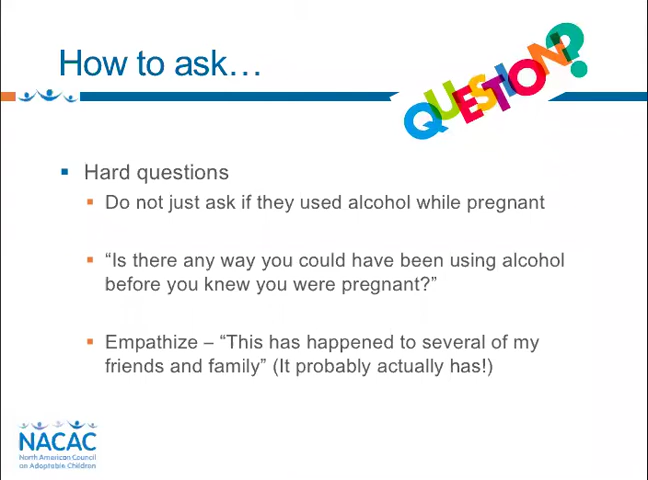 How to ask…
QUESTION?
Hard questions
Do not just ask if they used alcohol while pregnant
“Is there any way you could have been using alcohol
before you knew you were pregnant?”
Empathize – “This has happened to several of my
friends and family” (It probably actually has!)
NACAC
North American Council
on Adoptable Children